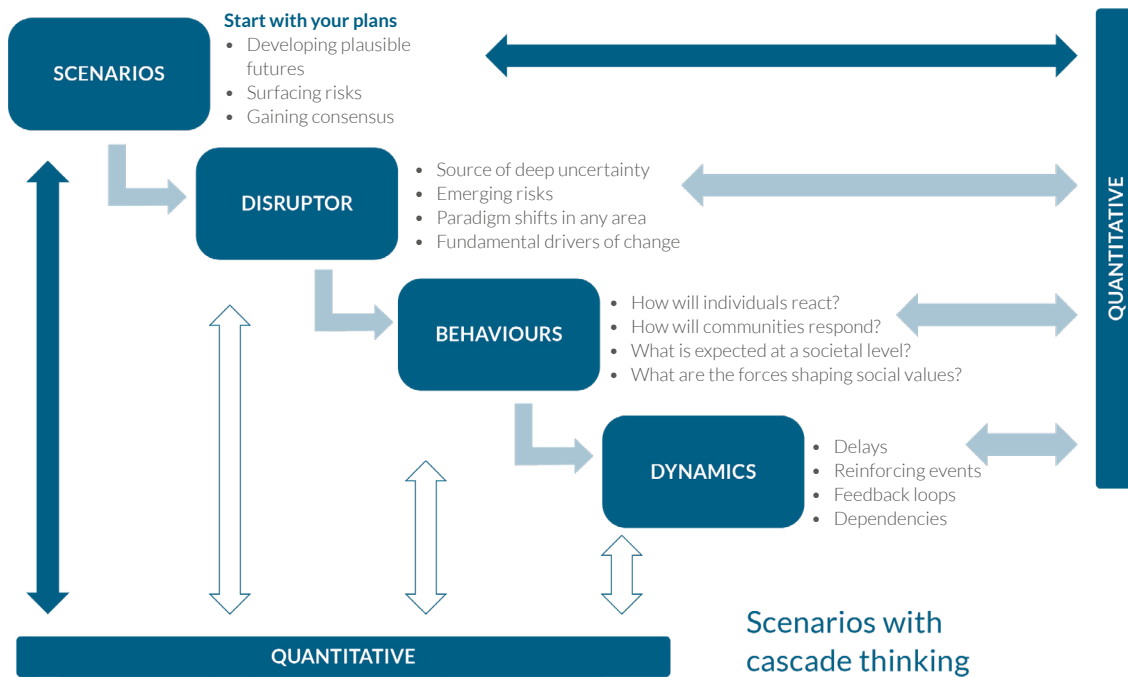 Start with your plans
SCENARIOS
• Developing plausible
futures
• Surfacing risks
• Gaining consensus
DISRUPTOR
• Source of deep uncertainty
• Emerging risks
• Paradigm shifts in any area
• Fundamental drivers of change
QUANTITATIVE
BEHAVIOURS
• How will individuals react?
• How will communities respond?
• What is expected at a societal level?
• What are the forces shaping social values?
DYNAMICS
• Delays
• Reinforcing events
• Feedback loops
• Dependencies
Scenarios with
cascade thinking
QUANTITATIVE